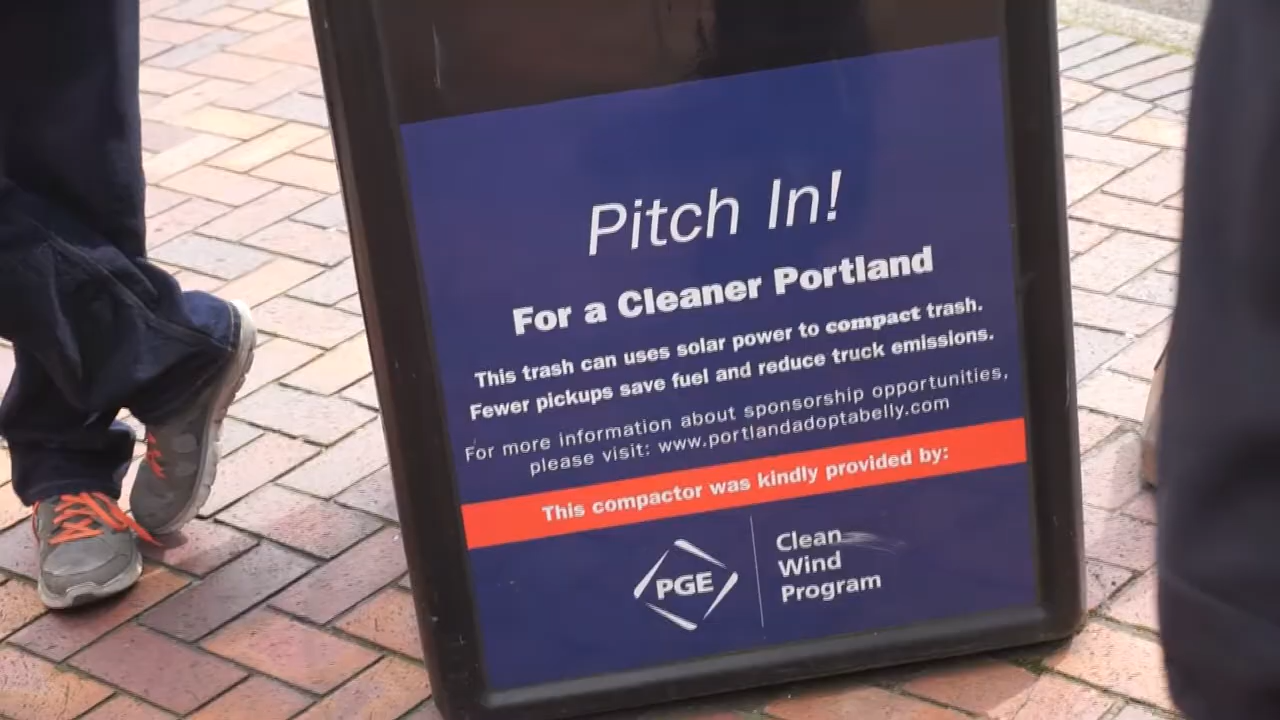 Pitch In!
For a Cleaner Portland
This trash can uses solar power to compact trash.
Fewer pickups save fuel and reduce truck emissions.
For more information about sponsorship opportunities,
please visit: www.portlandadoptabelly.com
This compactor was kindly provided by:
PGE
Clean
Wind
Program